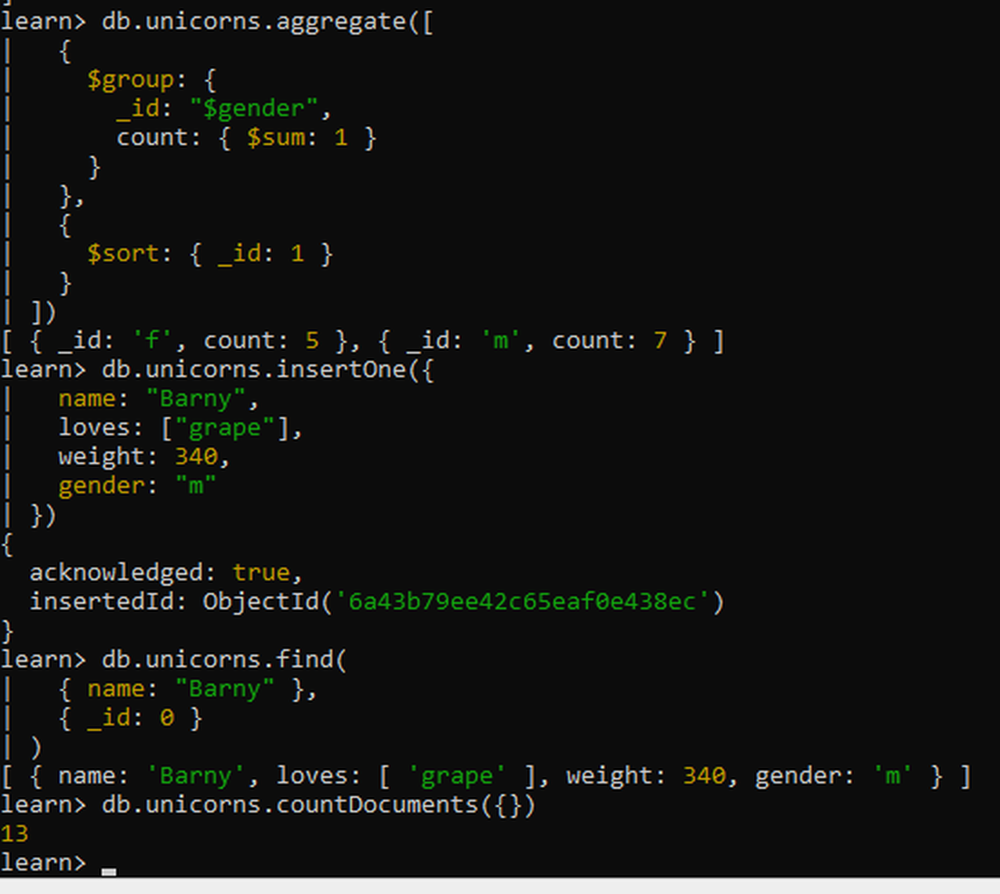 learn> db.unicorns.aggregate([
|   {
|     $group: {
|       _id: "$gender",
|       count: { $sum: 1 }
|     }
|   },
|   {
|     $sort: { _id: 1 }
|   }
| ])
[ { _id: 'f', count: 5 }, { _id: 'm', count: 7 } ]
learn> db.unicorns.insertOne({
|   name: "Barny",
|   loves: ["grape"],
|   weight: 340,
|   gender: "m"
| })
{
  acknowledged: true,
  insertedId: ObjectId('6a43b79ee42c65eaf0e438ec')
}
learn> db.unicorns.find(
|   { name: "Barny" },
|   { _id: 0 }
| )
[ { name: 'Barny', loves: [ 'grape' ], weight: 340, gender: 'm' } ]
learn> db.unicorns.countDocuments({})
13
learn> _